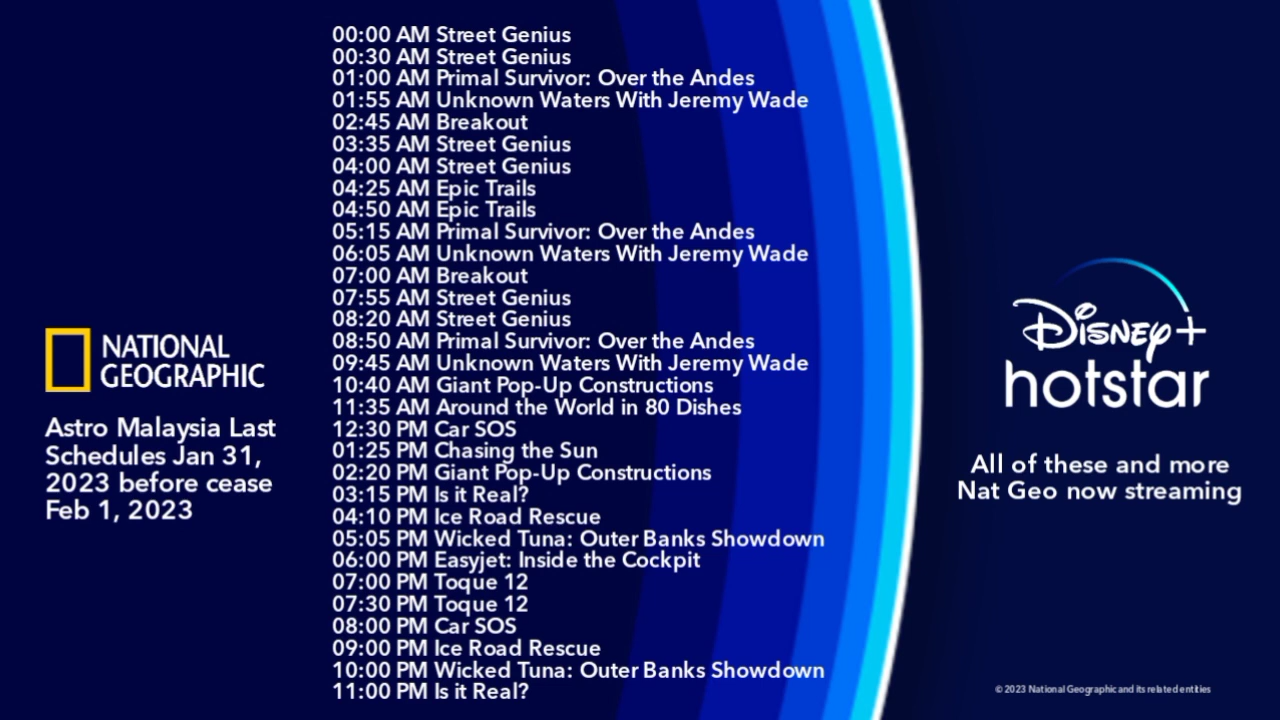 NATIONAL
GEOGRAPHIC
Astro Malaysia Last
Schedules Jan 31,
2023 before cease
Feb 1, 2023
00:00 AM Street Genius
00:30 AM Street Genius
01:00 AM Primal Survivor: Over the Andes
01:55 AM Unknown Waters With Jeremy Wade
02:45 AM Breakout
03:35 AM Street Genius
04:00 AM Street Genius
04:25 AM Epic Trails
04:50 AM Epic Trails
05:15 AM Primal Survivor: Over the Andes
06:05 AM Unknown Waters With Jeremy Wade
07:00 AM Breakout
07:55 AM Street Genius
08:20 AM Street Genius
08:50 AM Primal Survivor: Over the Andes
09:45 AM Unknown Waters With Jeremy Wade
10:40 AM Giant Pop-Up Constructions
11:35 AM Around the World in 80 Dishes
12:30 PM Car SOS
01:25 PM Chasing the Sun
02:20 PM Giant Pop-Up Constructions
03:15 PM Is it Real?
04:10 PM Ice Road Rescue
05:05 PM Wicked Tuna: Outer Banks Showdown
06:00 PM Easyjet: Inside the Cockpit
07:00 PM Toque 12
07:30 PM Toque 12
08:00 PM Car SOS
09:00 PM Ice Road Rescue
10:00 PM Wicked Tuna: Outer Banks Showdown
11:00 PM Is it Real?
Disney+
hotstar
All of these and more
Nat Geo now streaming
© 2023 National Geographic and its related entities